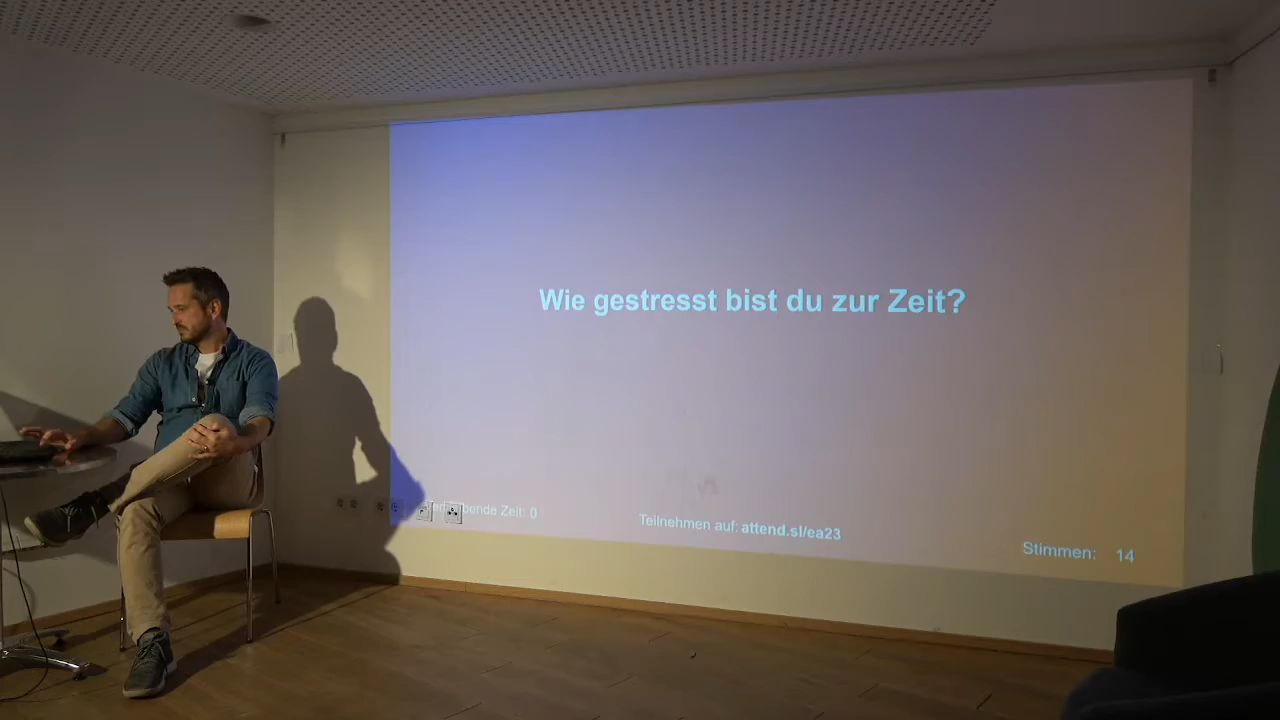 Wie gestresst bist du zur Zeit?
Zeit: 0
Teilnehmen auf: attend.sl/ea23
Stimmen: 14